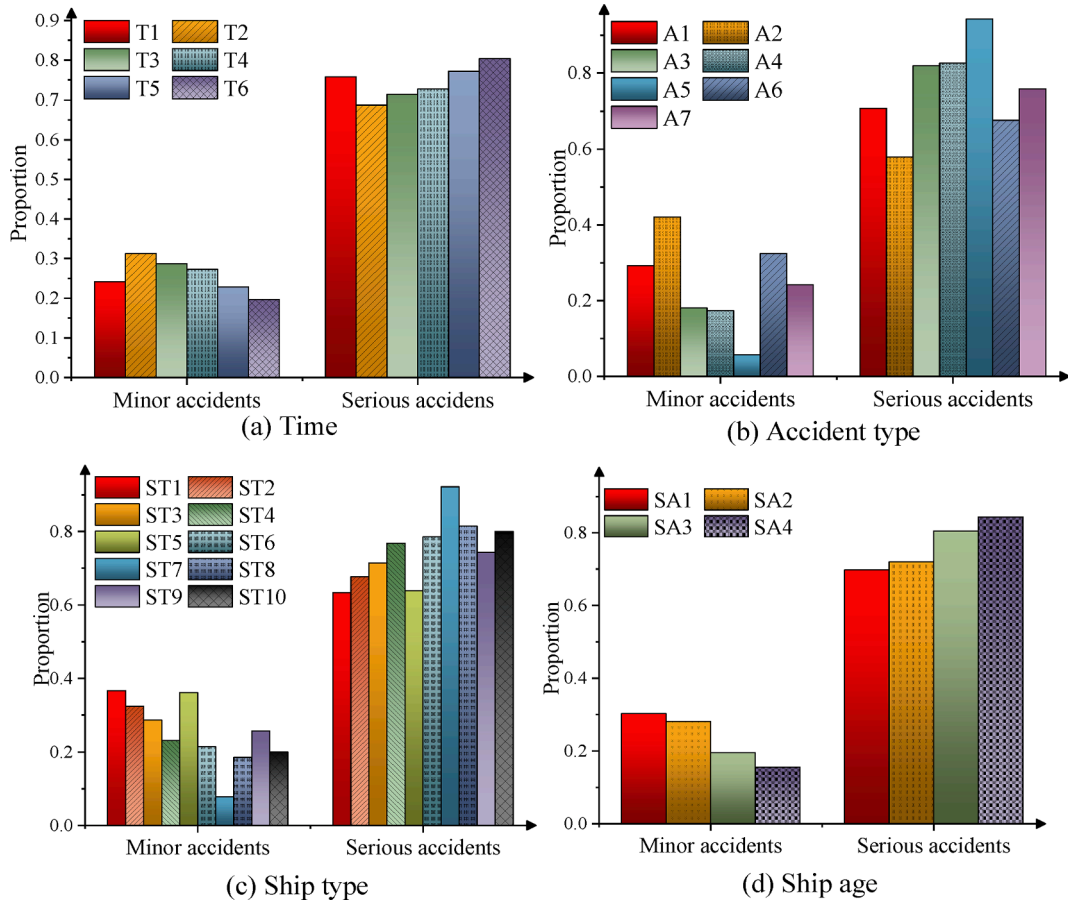 0.9
0.8
0.7
0.6
0.5
0.4
0.3
0.2
0.1
0.0
Proportion
T1 T2
T3 T4
T5 T6
Minor accidents Serious accidens
(a) Time
0.8
0.6
0.4
0.2
0.0
Proportion
A1 A2
A3 A4
A5 A6
A7
Minor accidents Serious accidents
(b) Accident type
0.8
0.6
0.4
0.2
0.0
Proportion
ST1 ST2
ST3 ST4
ST5 ST6
ST7 ST8
ST9 ST10
Minor accidents Serious accidents
(c) Ship type
0.8
0.6
0.4
0.2
0.0
Proportion
SA1 SA2
SA3 SA4
Minor accidents Serious accidents
(d) Ship age